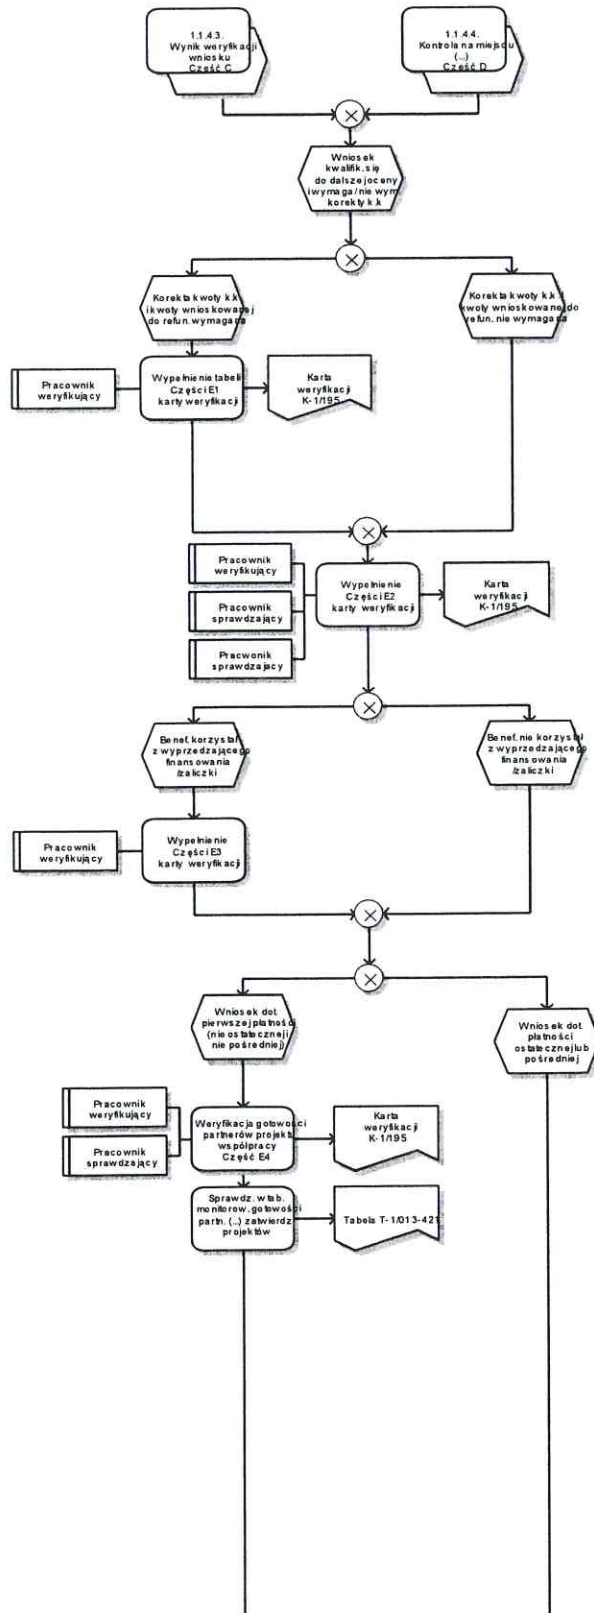 1.1.4.3.
Wynik weryfikacji
wniosku
Część C
1.1.4.4.
Kontrola na miejscu
(...)
Część D
Wniosek
kwalifik. się
do dalszej oceny
i wymaga/nie wym.
korekty k.k
Korekta kwoty k.k.
i kwoty wnioskowanej
do refun. wymagana
Korekta kwoty k.k. i
kwoty wnioskowanej do
refun. nie wymagana
Pracownik
weryfikujący
Wypełnienie tabeli
Części E1
karty weryfikacji
Karta
weryfikacji
K-1/195
Pracownik
weryfikujący
Pracownik
sprawdzający
Pracwonik
sprawdzajacy
Wypełnienie
Części E2
karty weryfikacji
Karta
weryfikacji
K-1/195
Benef. korzystał
z wyprzedzającego
finansowania
/zaliczki
Benef. nie korzystał
z wyprzedzającego
finansowania
/zaliczki
Pracownik
weryfikujący
Wypełnienie
Części E3
karty weryfikacji
Wniosek dot.
pierwszej płatności
(nie ostatecznej i
nie pośredniej)
Wniosek dot.
płatności
ostatecznej lub
pośredniej
Pracownik
weryfikujący
Pracownik
sprawdzający
Weryfikacja gotowości
partnerów projektu
współpracy
Część E4
Karta
weryfikacji
K-1/195
Sprawdz. w tab.
monitorow. gotowości
partn. (...) zatwierdz
projektów
Tabela T-1/013-421